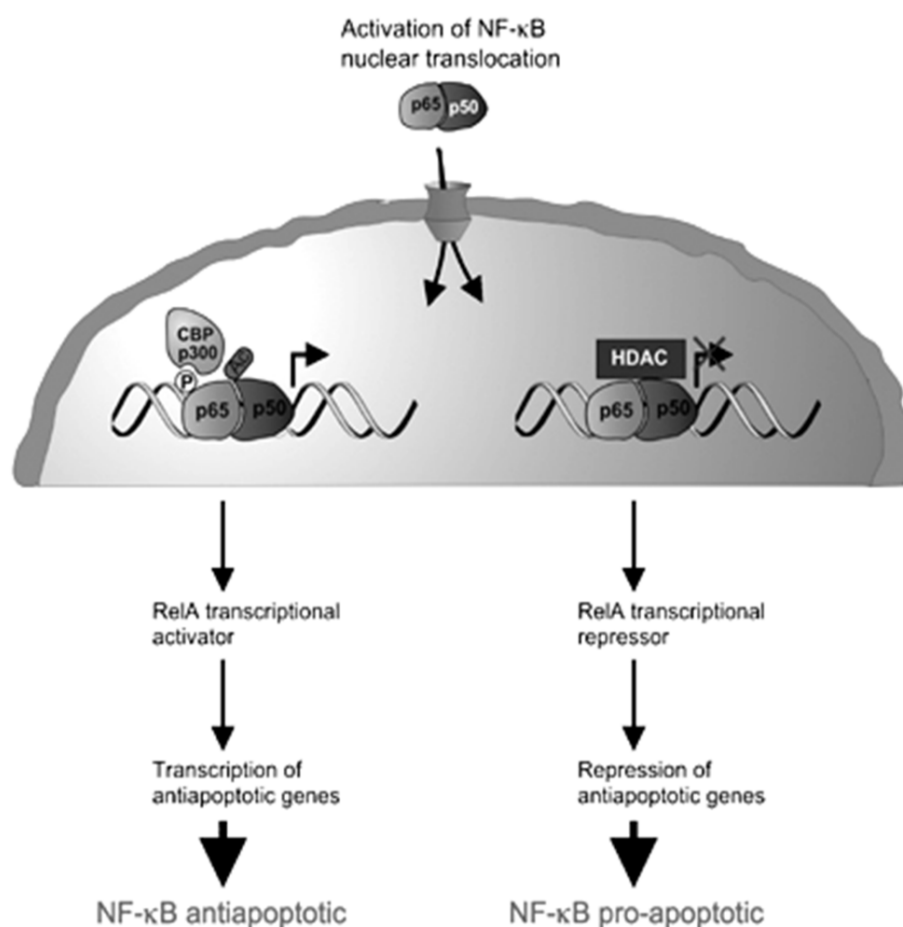 Activation of NF-κB
nuclear translocation
p65 p50
CBP
p300
AC
P
p65 p50
HDAC
p65 p50
RelA transcriptional
activator
RelA transcriptional
repressor
Transcription of
antiapoptotic genes
Repression of
antiapoptotic genes
NF-κB antiapoptotic
NF-κB pro-apoptotic